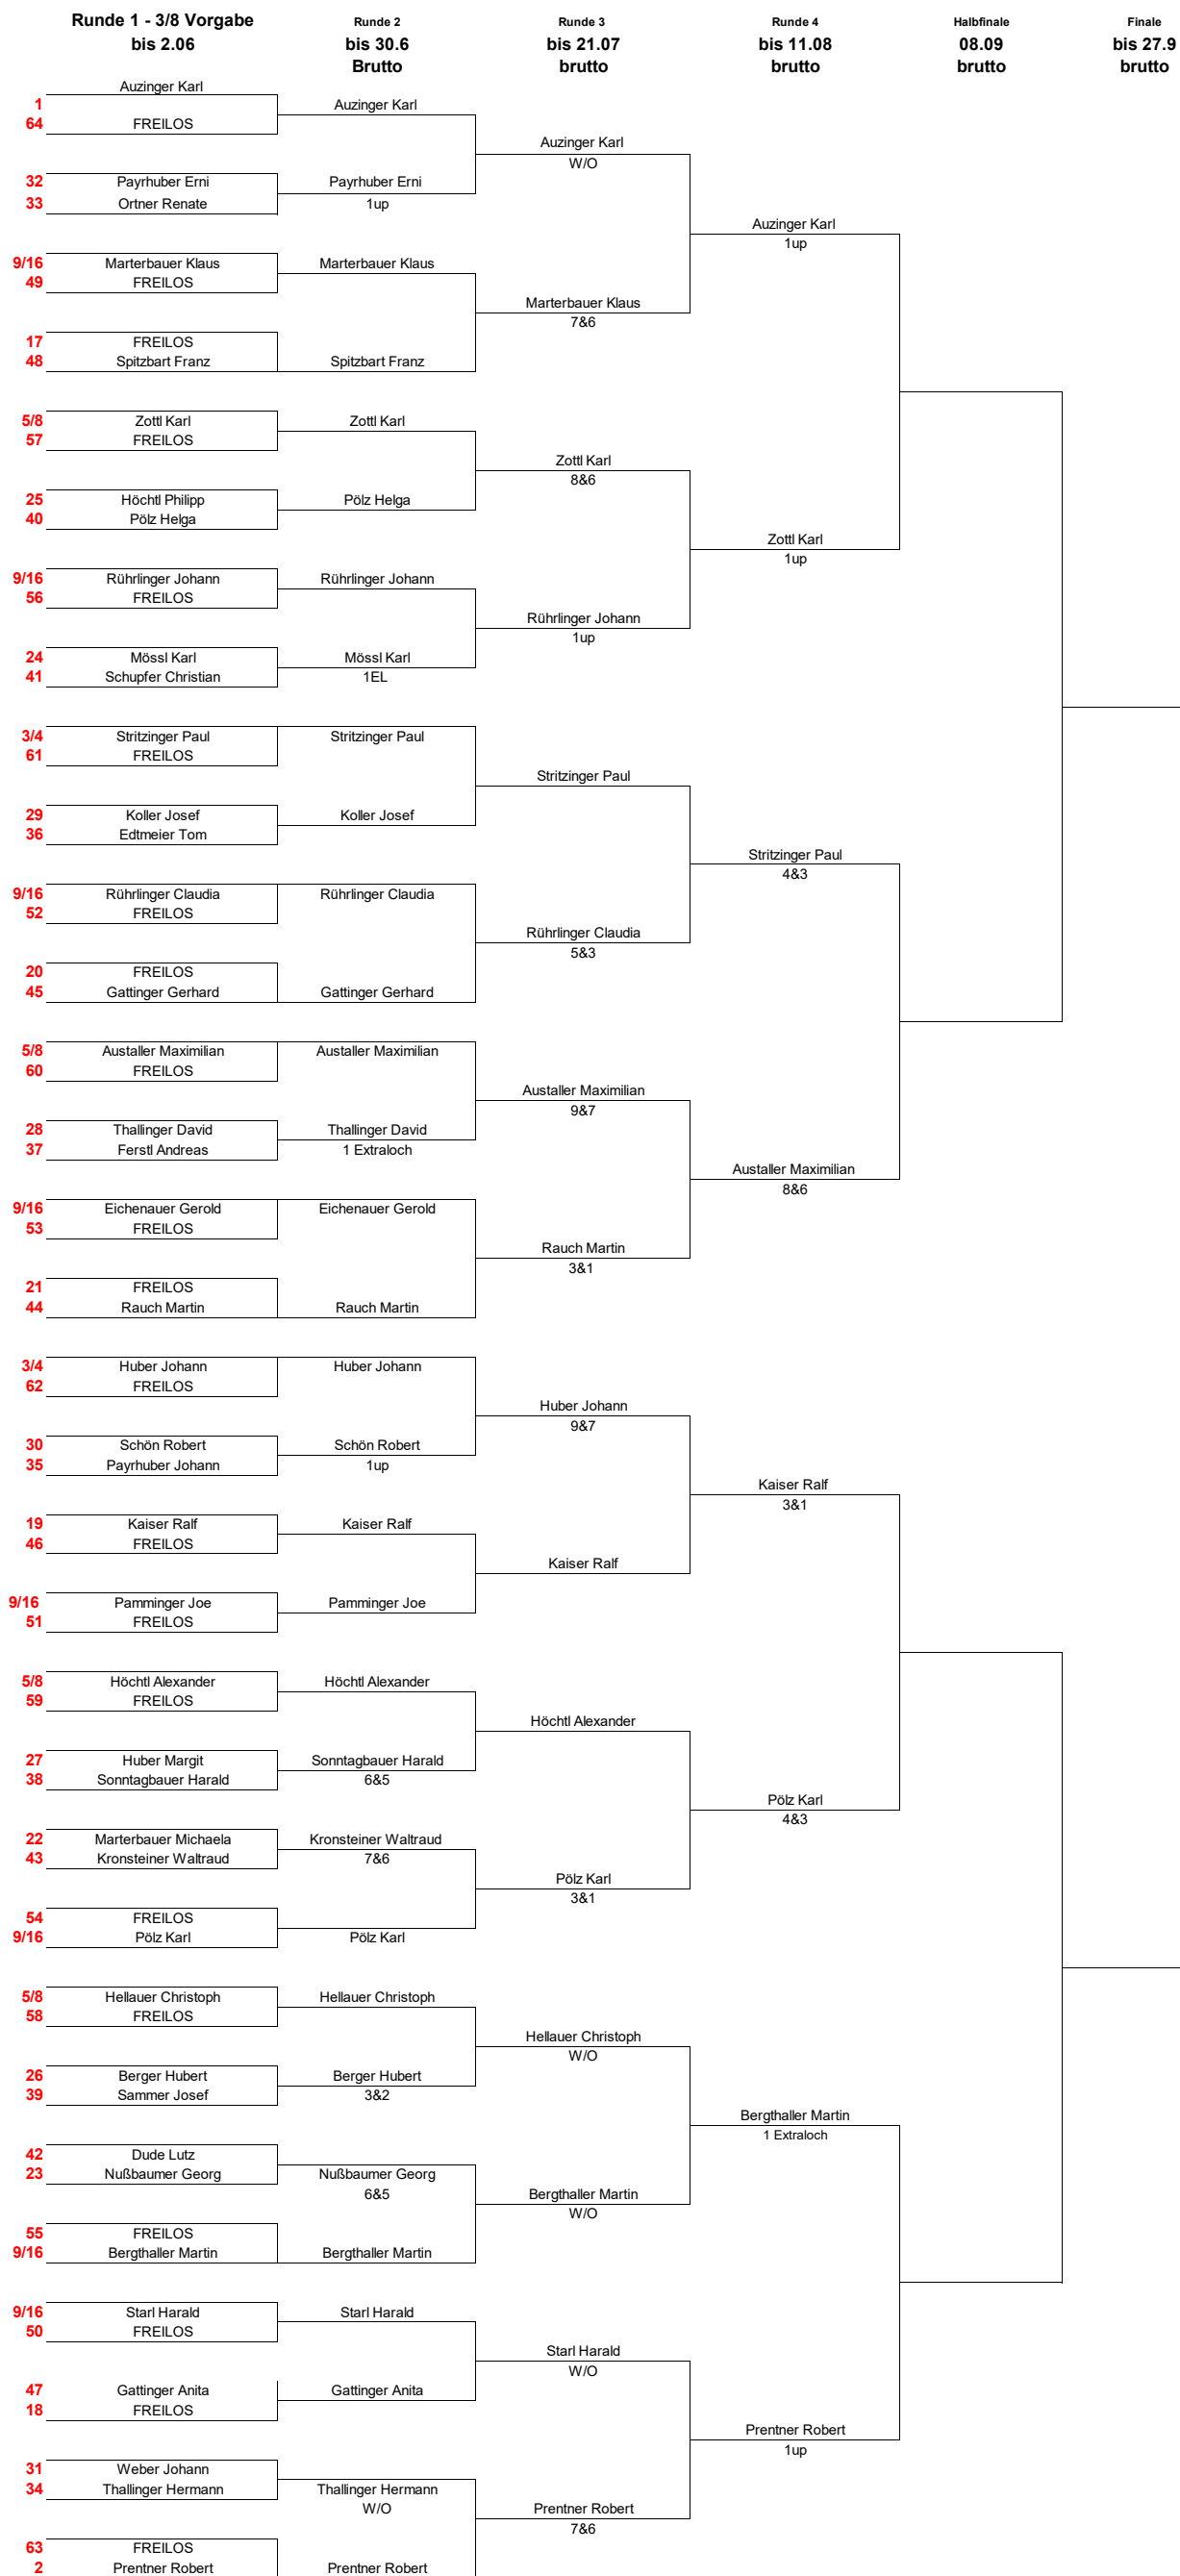 Runde 1 - 3/8 Vorgabe Runde 2 Runde 3 Runde 4 Halbfinale Finale
bis 2.06 bis 30.6 bis 21.07 bis 11.08 08.09 bis 27.9
Brutto brutto brutto brutto brutto
Auzinger Karl
1 Auzinger Karl
64 FREILOS
Auzinger Karl
W/O
32 Payrhuber Erni Payrhuber Erni
33 Ortner Renate 1up
Auzinger Karl
1up
9/16 Marterbauer Klaus Marterbauer Klaus
49 FREILOS
Marterbauer Klaus
7&6
17 FREILOS
48 Spitzbart Franz Spitzbart Franz
5/8 Zottl Karl Zottl Karl
57 FREILOS
Zottl Karl
8&6
25 Höchtl Philipp Pölz Helga
40 Pölz Helga
Zottl Karl
1up
9/16 Rührlinger Johann Rührlinger Johann
56 FREILOS
Rührlinger Johann
1up
24 Mössl Karl Mössl Karl
41 Schupfer Christian 1EL
3/4 Stritzinger Paul Stritzinger Paul
61 FREILOS
Stritzinger Paul
29 Koller Josef Koller Josef
36 Edtmeier Tom
Stritzinger Paul
4&3
9/16 Rührlinger Claudia Rührlinger Claudia
52 FREILOS
Rührlinger Claudia
5&3
20 FREILOS
45 Gattinger Gerhard Gattinger Gerhard
5/8 Austaller Maximilian Austaller Maximilian
60 FREILOS
Austaller Maximilian
9&7
28 Thallinger David Thallinger David
37 Ferstl Andreas 1 Extraloch
Austaller Maximilian
8&6
9/16 Eichenauer Gerold Eichenauer Gerold
53 FREILOS
Rauch Martin
3&1
21 FREILOS
44 Rauch Martin Rauch Martin
3/4 Huber Johann Huber Johann
62 FREILOS
Huber Johann
9&7
30 Schön Robert Schön Robert
35 Payrhuber Johann 1up
Kaiser Ralf
3&1
19 Kaiser Ralf Kaiser Ralf
46 FREILOS
Kaiser Ralf
9/16 Pamminger Joe Pamminger Joe
51 FREILOS
5/8 Höchtl Alexander Höchtl Alexander
59 FREILOS
Höchtl Alexander
27 Huber Margit Sonntagbauer Harald
38 Sonntagbauer Harald 6&5
Pölz Karl
4&3
22 Marterbauer Michaela Kronsteiner Waltraud
43 Kronsteiner Waltraud 7&6
Pölz Karl
3&1
54 FREILOS
9/16 Pölz Karl Pölz Karl
5/8 Hellauer Christoph Hellauer Christoph
58 FREILOS
Hellauer Christoph
W/O
26 Berger Hubert Berger Hubert
39 Sammer Josef 3&2
Bergthaller Martin
1 Extraloch
42 Dude Lutz
23 Nußbaumer Georg Nußbaumer Georg
6&5
Bergthaller Martin
W/O
55 FREILOS
9/16 Bergthaller Martin Bergthaller Martin
9/16 Starl Harald Starl Harald
50 FREILOS
Starl Harald
W/O
47 Gattinger Anita Gattinger Anita
18 FREILOS
Prentner Robert
1up
31 Weber Johann
34 Thallinger Hermann Thallinger Hermann
W/O
Prentner Robert
7&6
63 FREILOS
2 Prentner Robert Prentner Robert